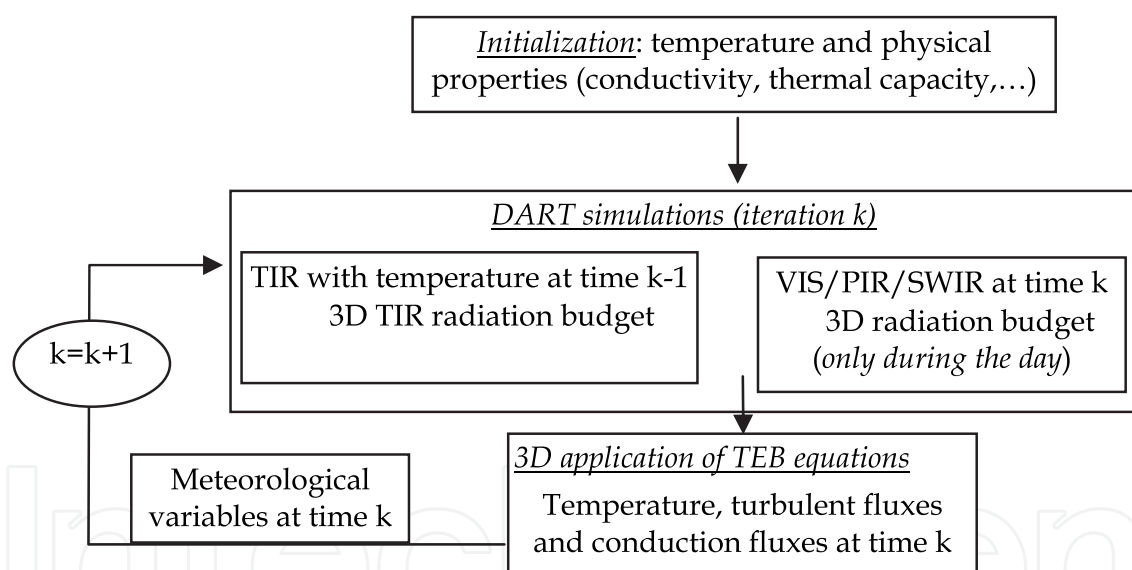 Initialization: temperature and physical
properties (conductivity, thermal capacity,…)
DART simulations (iteration k)
TIR with temperature at time k-1
3D TIR radiation budget
VIS/PIR/SWIR at time k
3D radiation budget
(only during the day)
k=k+1
3D application of TEB equations
Temperature, turbulent fluxes
and conduction fluxes at time k
Meteorological
variables at time k